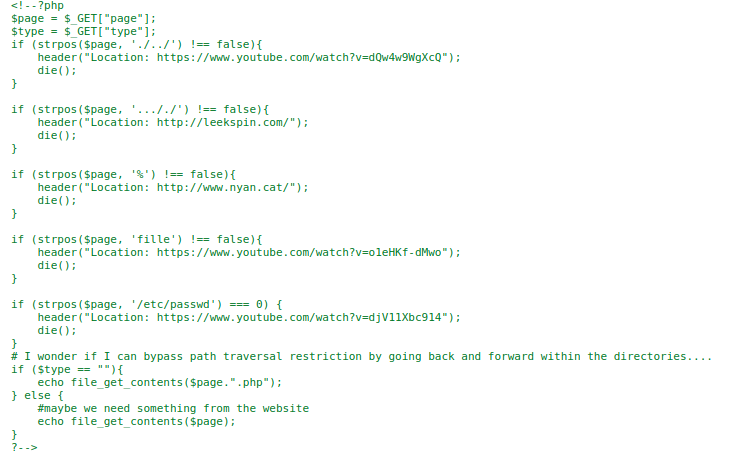 <!--?php
$page = $_GET["page"];
$type = $_GET["type"];
if (strpos($page, './../') !== false){
    header("Location: https://www.youtube.com/watch?v=dQw4w9WgXcQ");
    die();
}

if (strpos($page, '..././') !== false){
    header("Location: http://leekspin.com/");
    die();
}

if (strpos($page, '%') !== false){
    header("Location: http://www.nyan.cat/");
    die();
}

if (strpos($page, 'fille') !== false){
    header("Location: https://www.youtube.com/watch?v=o1eHKf-dMwo");
    die();
}

if (strpos($page, '/etc/passwd') === 0) {
    header("Location: https://www.youtube.com/watch?v=djV11Xbc914");
    die();
}
# I wonder if I can bypass path traversal restriction by going back and forward within the directories....
if ($type == ""){
    echo file_get_contents($page.".php");
} else {
    #maybe we need something from the website
    echo file_get_contents($page);
}
?-->